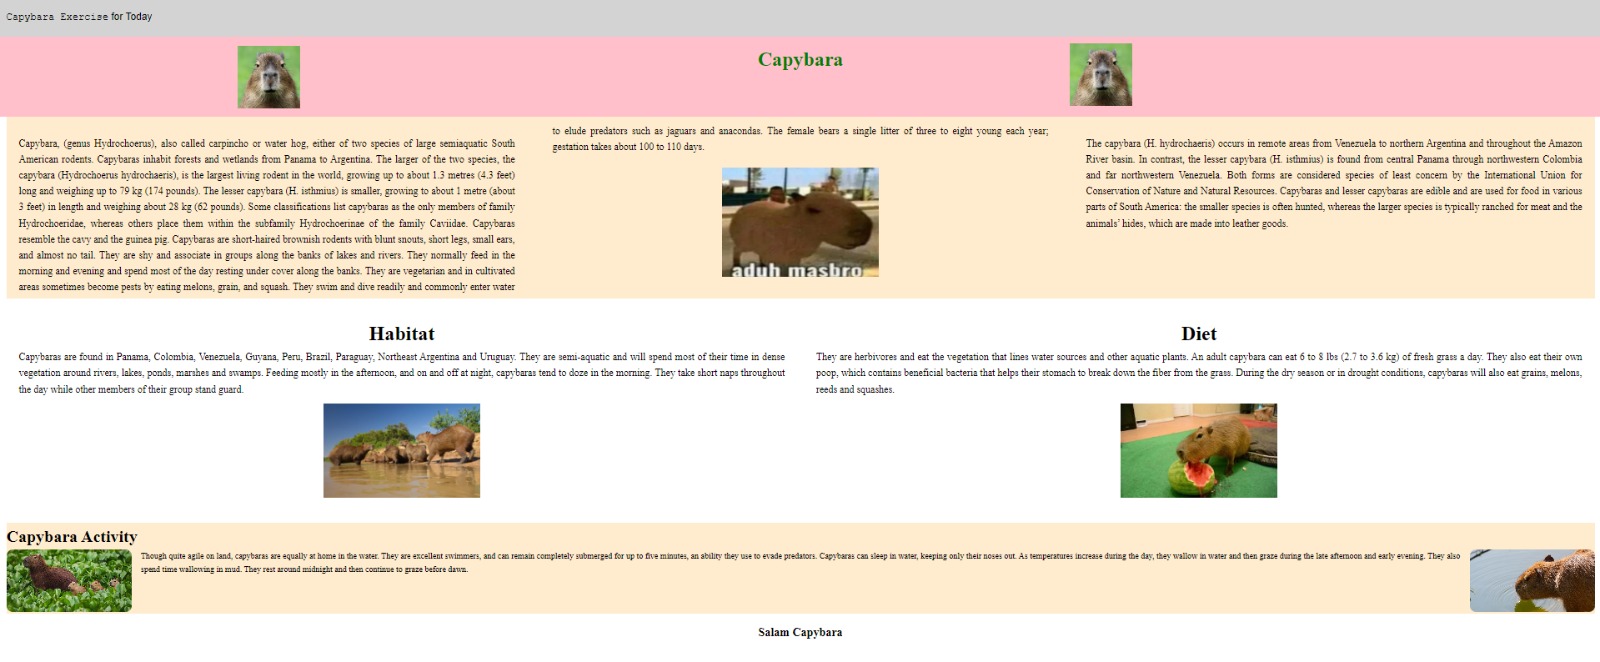 Capybara Exercise for Today
Capybara
Capybara, (genus Hydrochoerus), also called carpincho or water hog, either of two species of large semiaquatic South
American rodents. Capybaras inhabit forests and wetlands from Panama to Argentina. The larger of the two species, the
capybara (Hydrochoerus hydrochaeris), is the largest living rodent in the world, growing up to about 1.3 metres (4.3 feet)
long and weighing up to 79 kg (174 pounds). The lesser capybara (H. isthmius) is smaller, growing to about 1 metre (about
3 feet) in length and weighing about 28 kg (62 pounds). Some classifications list capybaras as the only members of family
Hydrochoeridae, whereas others place them within the subfamily Hydrochoerinae of the family Caviidae. Capybaras
resemble the cavy and the guinea pig. Capybaras are short-haired brownish rodents with blunt snouts, short legs, small ears,
and almost no tail. They are shy and associate in groups along the banks of lakes and rivers. They normally feed in the
morning and evening and spend most of the day resting under cover along the banks. They are vegetarian and in cultivated
areas sometimes become pests by eating melons, grain, and squash. They swim and dive readily and commonly enter water
to elude predators such as jaguars and anacondas. The female bears a single litter of three to eight young each year;
gestation takes about 100 to 110 days.
aduh masbro
The capybara (H. hydrochaeris) occurs in remote areas from Venezuela to northern Argentina and throughout the Amazon
River basin. In contrast, the lesser capybara (H. isthmius) is found from central Panama through northwestern Colombia
and far northwestern Venezuela. Both forms are considered species of least concern by the International Union for
Conservation of Nature and Natural Resources. Capybaras and lesser capybaras are edible and are used for food in various
parts of South America: the smaller species is often hunted, whereas the larger species is typically ranched for meat and the
animals' hides, which are made into leather goods.
Habitat
Capybaras are found in Panama, Colombia, Venezuela, Guyana, Peru, Brazil, Paraguay, Northeast Argentina and Uruguay. They are semi-aquatic and will spend most of their time in dense
vegetation around rivers, lakes, ponds, marshes and swamps. Feeding mostly in the afternoon, and on and off at night, capybaras tend to doze in the morning. They take short naps throughout
the day while other members of their group stand guard.
Diet
They are herbivores and eat the vegetation that lines water sources and other aquatic plants. An adult capybara can eat 6 to 8 lbs (2.7 to 3.6 kg) of fresh grass a day. They also eat their own
poop, which contains beneficial bacteria that helps their stomach to break down the fiber from the grass. During the dry season or in drought conditions, capybaras will also eat grains, melons,
reeds and squashes.
Capybara Activity
Though quite agile on land, capybaras are equally at home in the water. They are excellent swimmers, and can remain completely submerged for up to five minutes, an ability they use to evade predators. Capybaras can sleep in water, keeping only their noses out. As temperatures increase during the day, they wallow in water and then graze during the late afternoon and early evening. They also
spend time wallowing in mud. They rest around midnight and then continue to graze before dawn.
Salam Capybara